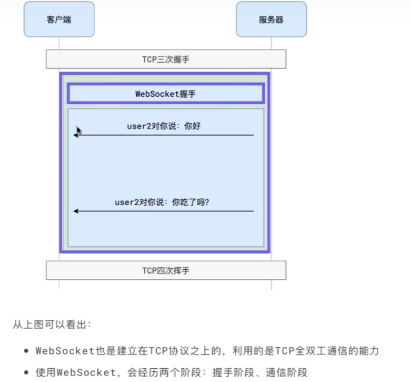 客户端 服务器
TCP三次握手
WebSocket握手
user2对你说：你好
user2对你说：你吃了吗？
TCP四次挥手
从上图可以看出：
• WebSocket也是建立在TCP协议之上的，利用的是TCP全双工通信的能力
• 使用WebSocket，会经历两个阶段：握手阶段、通信阶段